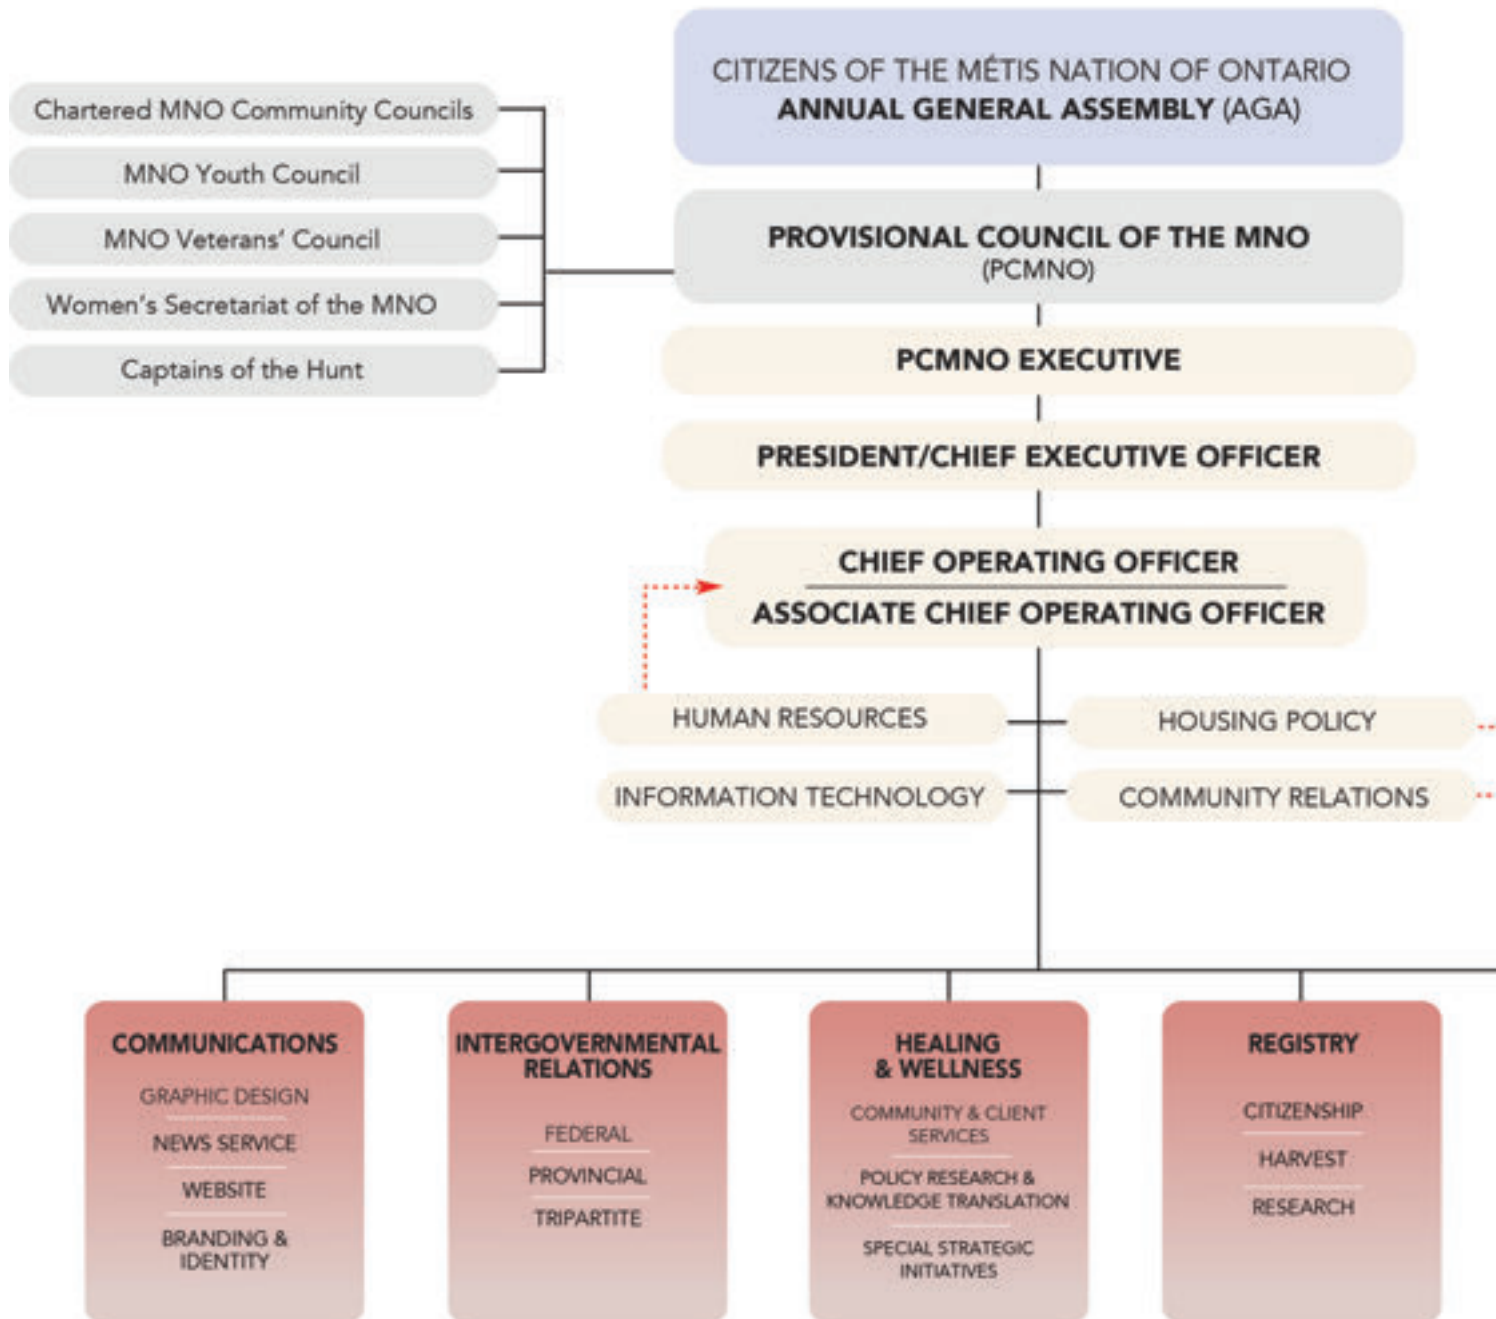 CITIZENS OF THE MÉTIS NATION OF ONTARIO
ANNUAL GENERAL ASSEMBLY (AGA)
Chartered MNO Community Councils
MNO Youth Council
MNO Veterans' Council
Women's Secretariat of the MNO
Captains of the Hunt
PROVISIONAL COUNCIL OF THE MNO
(PCMNO)
PCMNO EXECUTIVE
PRESIDENT/CHIEF EXECUTIVE OFFICER
CHIEF OPERATING OFFICER
ASSOCIATE CHIEF OPERATING OFFICER
HUMAN RESOURCES
HOUSING POLICY
INFORMATION TECHNOLOGY
COMMUNITY RELATIONS
COMMUNICATIONS
GRAPHIC DESIGN
NEWS SERVICE
WEBSITE
BRANDING &
IDENTITY
INTERGOVERNMENTAL
RELATIONS
FEDERAL
PROVINCIAL
TRIPARTITE
HEALING
& WELLNESS
COMMUNITY & CLIENT
SERVICES
POLICY RESEARCH &
KNOWLEDGE TRANSLATION
SPECIAL STRATEGIC
INITIATIVES
REGISTRY
CITIZENSHIP
HARVEST
RESEARCH